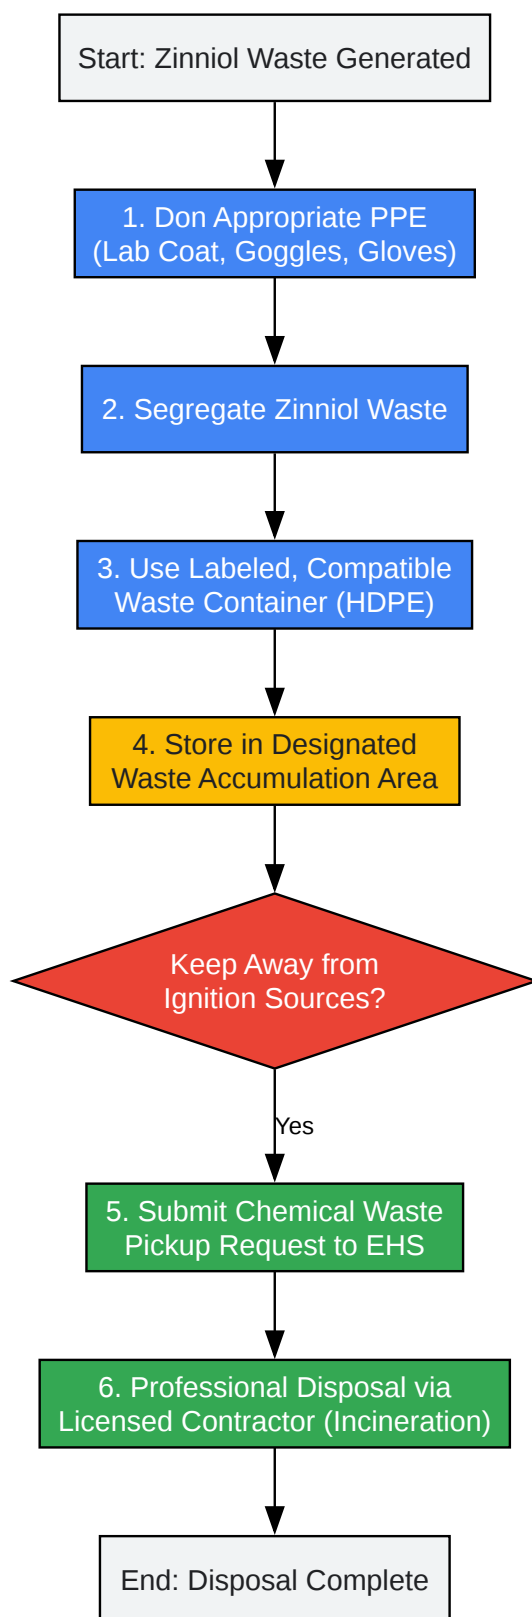 Start: Zinniol Waste Generated
1. Don Appropriate PPE
(Lab Coat, Goggles, Gloves)
2. Segregate Zinniol Waste
3. Use Labeled, Compatible
Waste Container (HDPE)
4. Store in Designated
Waste Accumulation Area
Keep Away from
Ignition Sources?
Yes
5. Submit Chemical Waste
Pickup Request to EHS
6. Professional Disposal via
Licensed Contractor (Incineration)
End: Disposal Complete